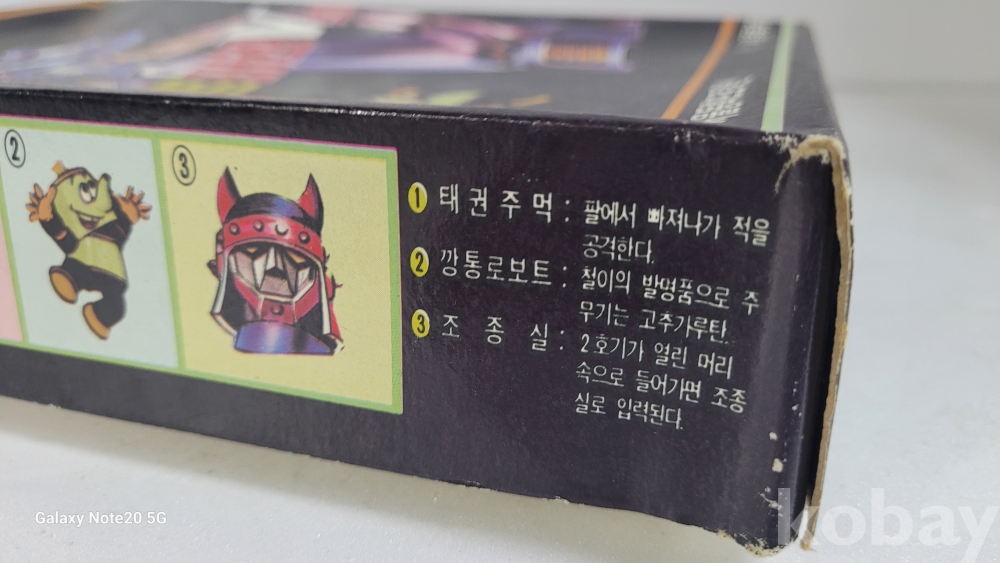 ②
③
❶ 태권주먹 : 팔에서 빠져나가 적을
공격한다.
❷ 깡통로보트 : 철이의 발명품으로 주
무기는 고추가루탄.
❸ 조 종 실 : 2호기가 열린 머리
속으로 들어가면 조종
실로 입력된다.
Galaxy Note20 5G
kobay